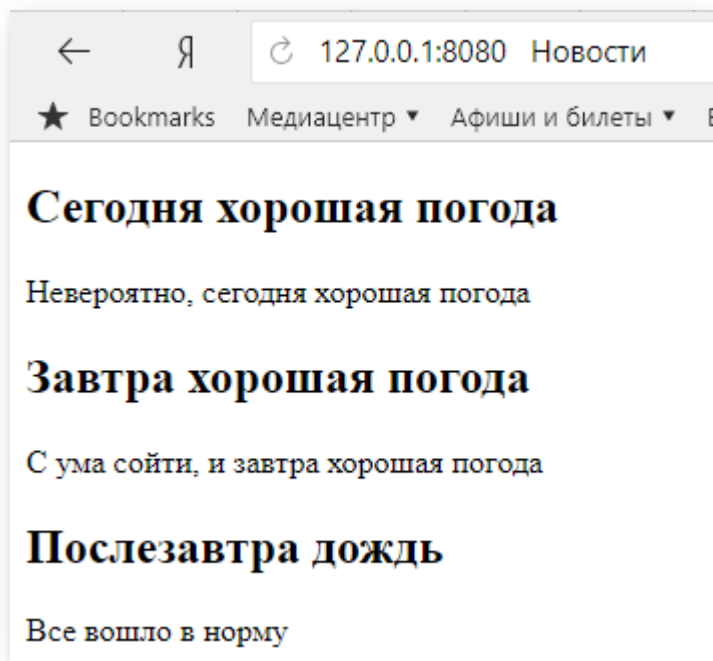 Я 127.0.0.1:8080 Новости
Bookmarks Медиацентр ▼ Афиши и билеты ▼
Сегодня хорошая погода
Невероятно, сегодня хорошая погода
Завтра хорошая погода
С ума сойти, и завтра хорошая погода
Послезавтра дождь
Все вошло в норму